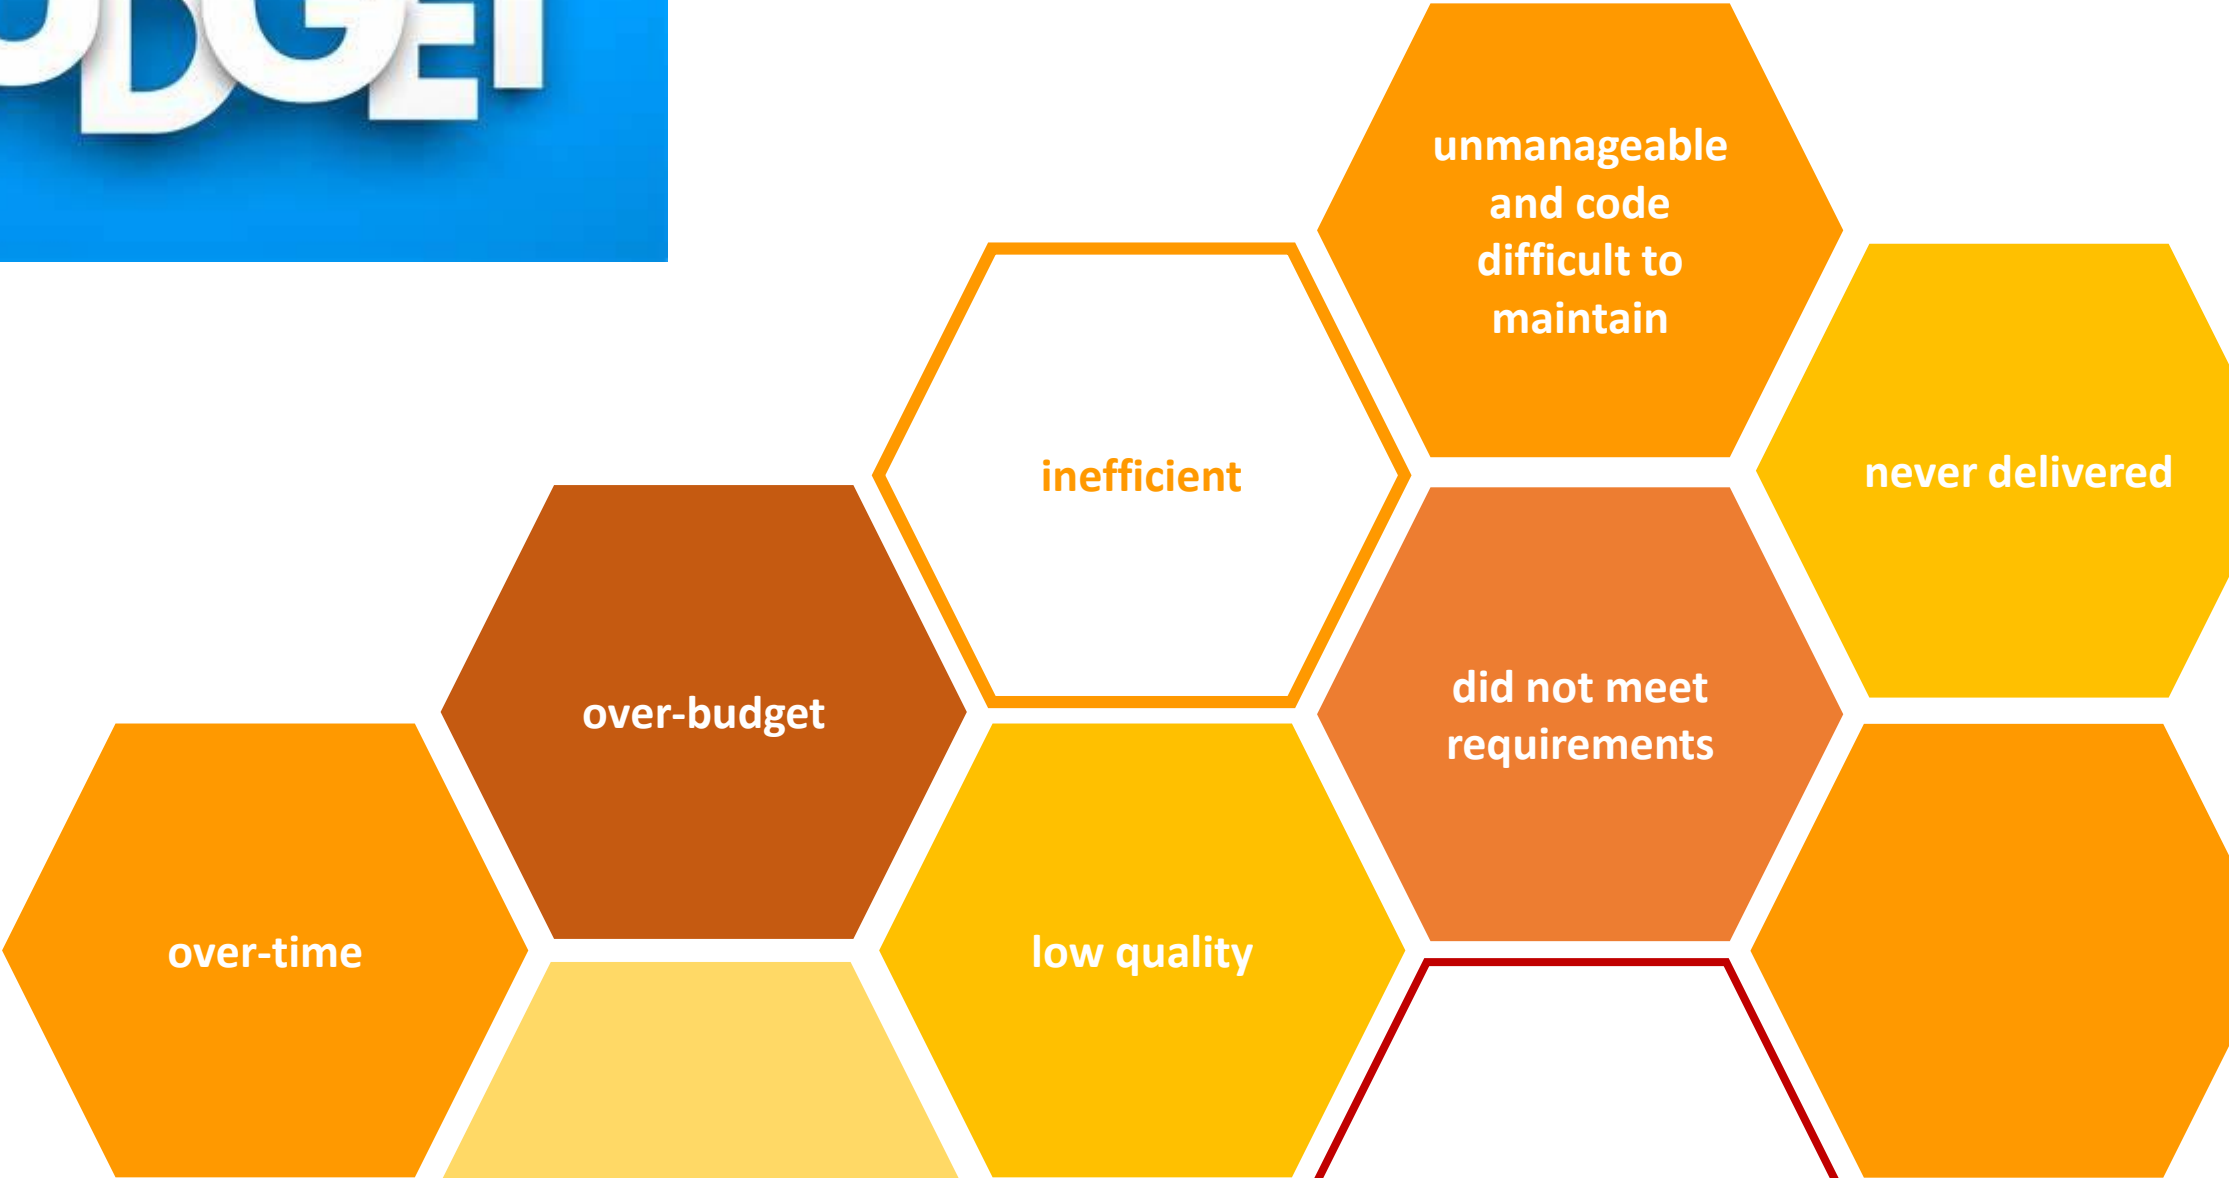 UDGET
unmanageable
and code
difficult to
maintain
inefficient
never delivered
over-budget
did not meet
requirements
over-time
low quality